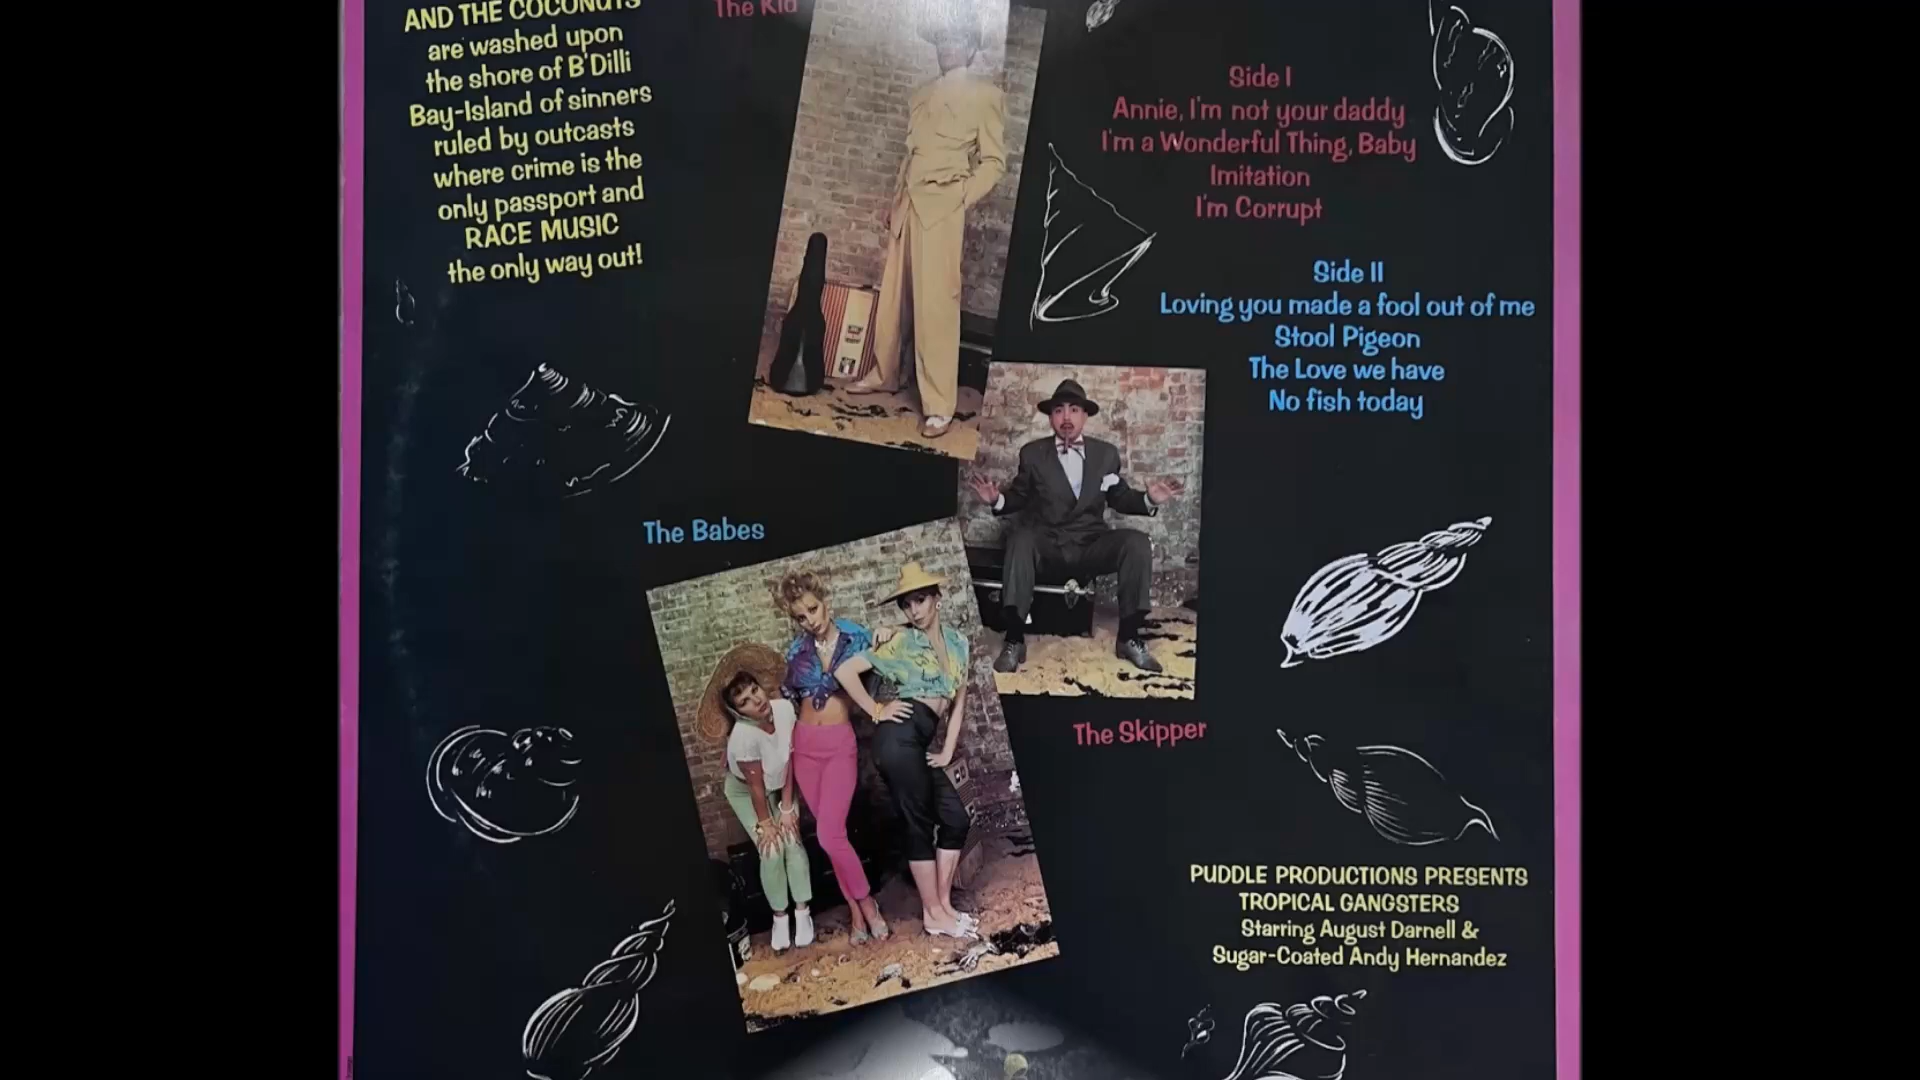 AND THE COCONUTS
are washed upon
the shore of B'Dilli
Bay-Island of sinners
ruled by outcasts
where crime is the
only passport and
RACE MUSIC
the only way out!
The Kid
Side I
Annie, I'm not your daddy
I'm a Wonderful Thing, Baby
Imitation
I'm Corrupt
Side II
Loving you made a fool out of me
Stool Pigeon
The Love we have
No fish today
The Babes
The Skipper
PUDDLE PRODUCTIONS PRESENTS
TROPICAL GANGSTERS
Starring August Darnell &
Sugar-Coated Andy Hernandez